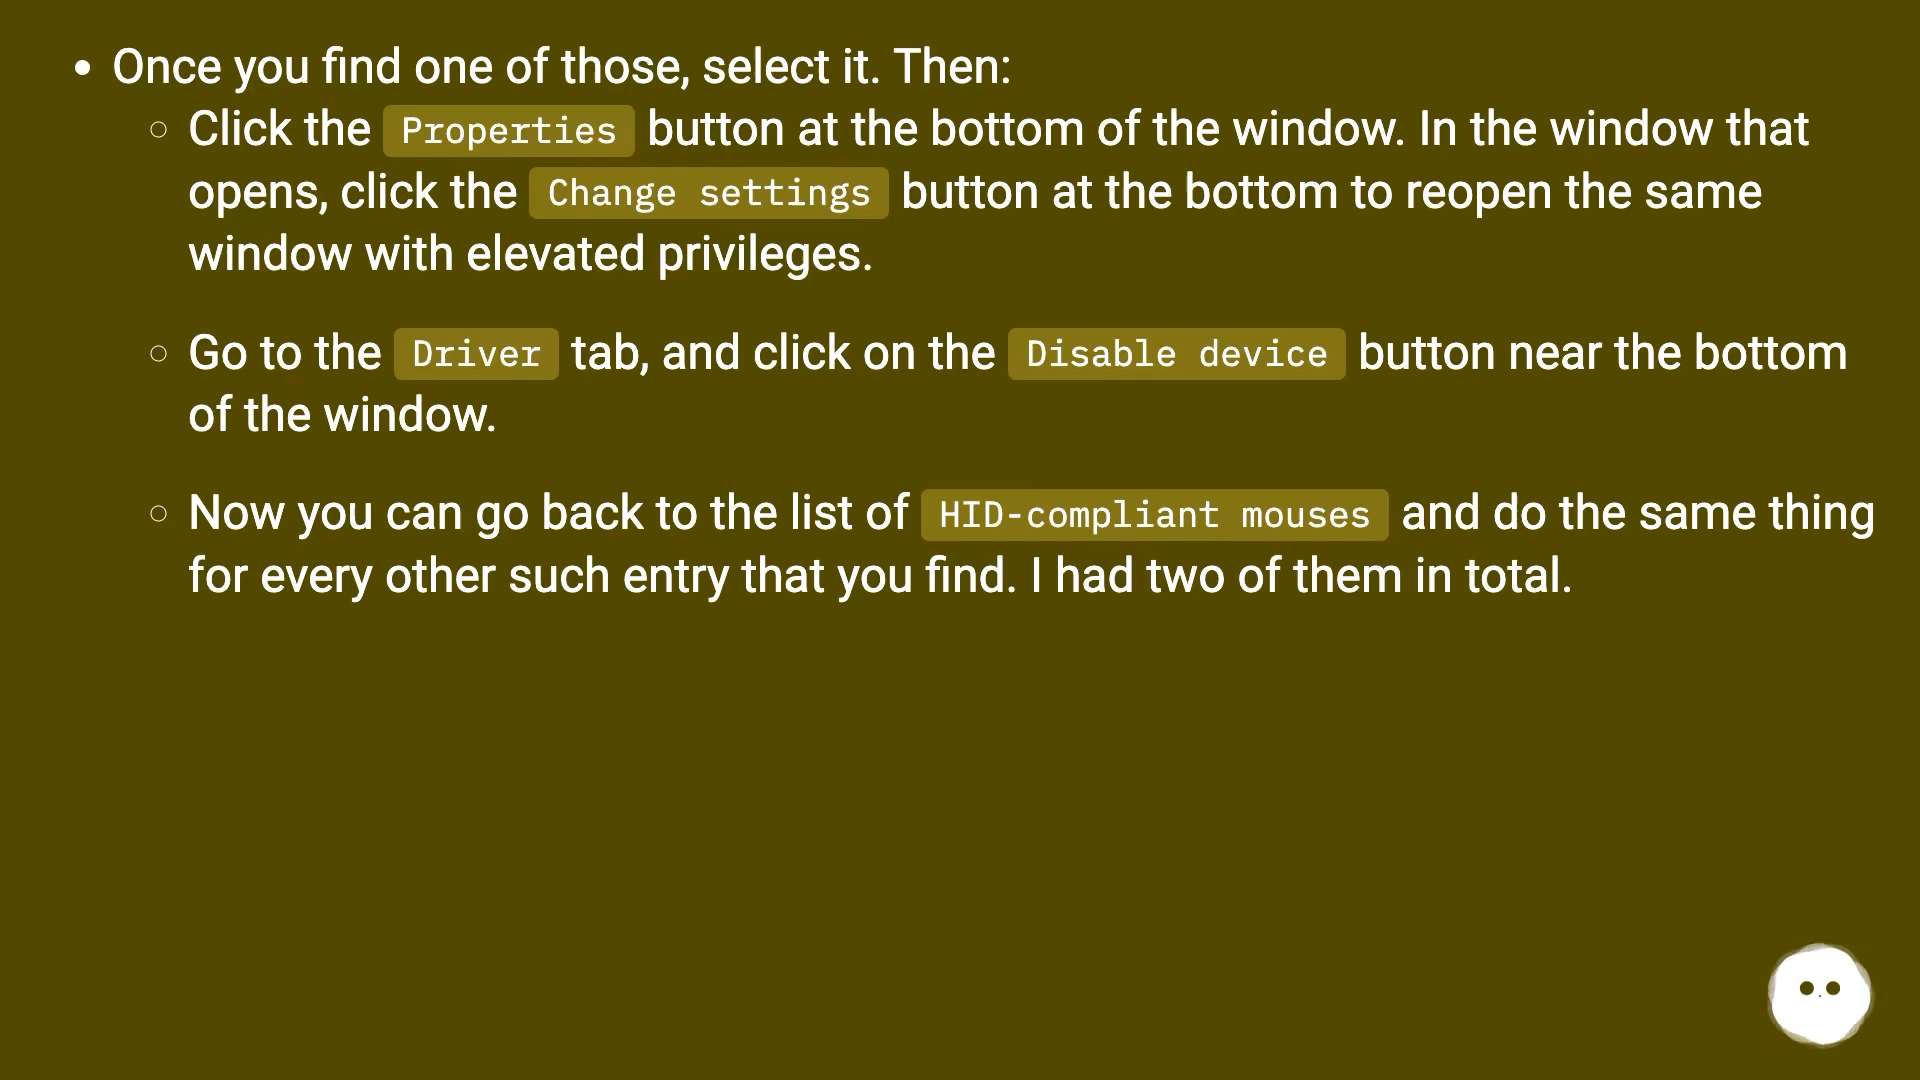 • Once you find one of those, select it. Then:
○ Click the Properties button at the bottom of the window. In the window that
opens, click the Change settings button at the bottom to reopen the same
window with elevated privileges.
○ Go to the Driver tab, and click on the Disable device button near the bottom
of the window.
○ Now you can go back to the list of HID-compliant mouses and do the same thing
for every other such entry that you find. I had two of them in total.